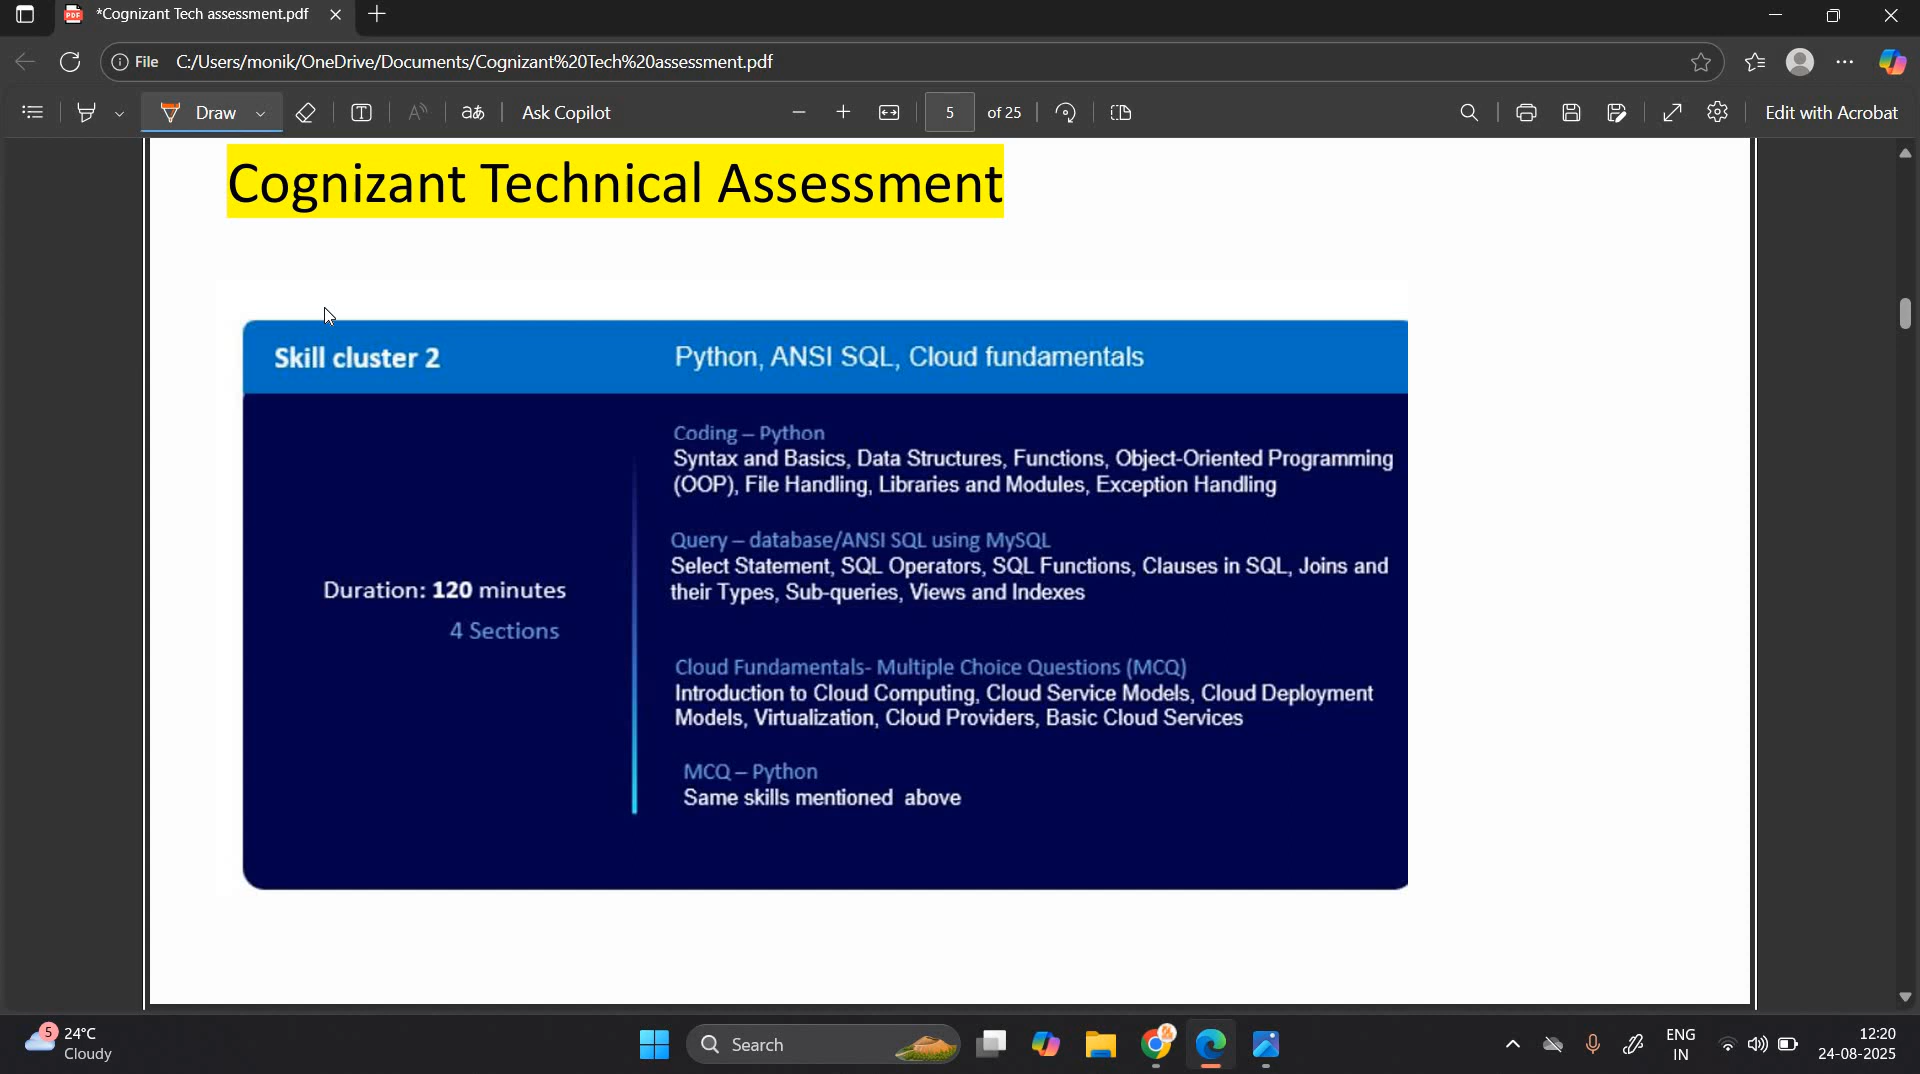 *Cognizant Tech assessment.pdf
File C:/Users/monik/OneDrive/Documents/Cognizant%20Tech%20assessment.pdf
Draw Ask Copilot 5 of 25 Edit with Acrobat
Cognizant Technical Assessment
Skill cluster 2
Python, ANSI SQL, Cloud fundamentals
Duration: 120 minutes
4 Sections
Coding – Python
Syntax and Basics, Data Structures, Functions, Object-Oriented Programming
(OOP), File Handling, Libraries and Modules, Exception Handling
Query – database/ANSI SQL using MySQL
Select Statement, SQL Operators, SQL Functions, Clauses in SQL, Joins and
their Types, Sub-queries, Views and Indexes
Cloud Fundamentals- Multiple Choice Questions (MCQ)
Introduction to Cloud Computing, Cloud Service Models, Cloud Deployment
Models, Virtualization, Cloud Providers, Basic Cloud Services
MCQ – Python
Same skills mentioned above
5
24°C
Cloudy
Search
ENG
IN
12:20
24-08-2025